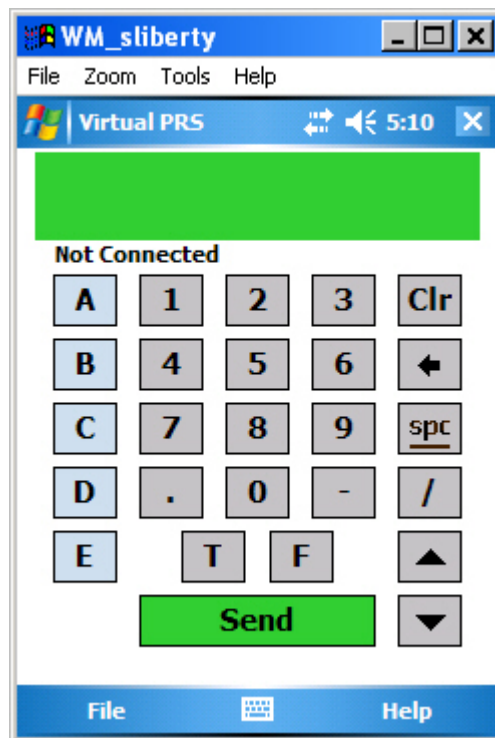 WM_sliberty
File Zoom Tools Help
Virtual PRS 5:10
Not Connected
A 1 2 3 Clr
B 4 5 6
C 7 8 9 spc
D . 0 - /
E T F
Send
File Help